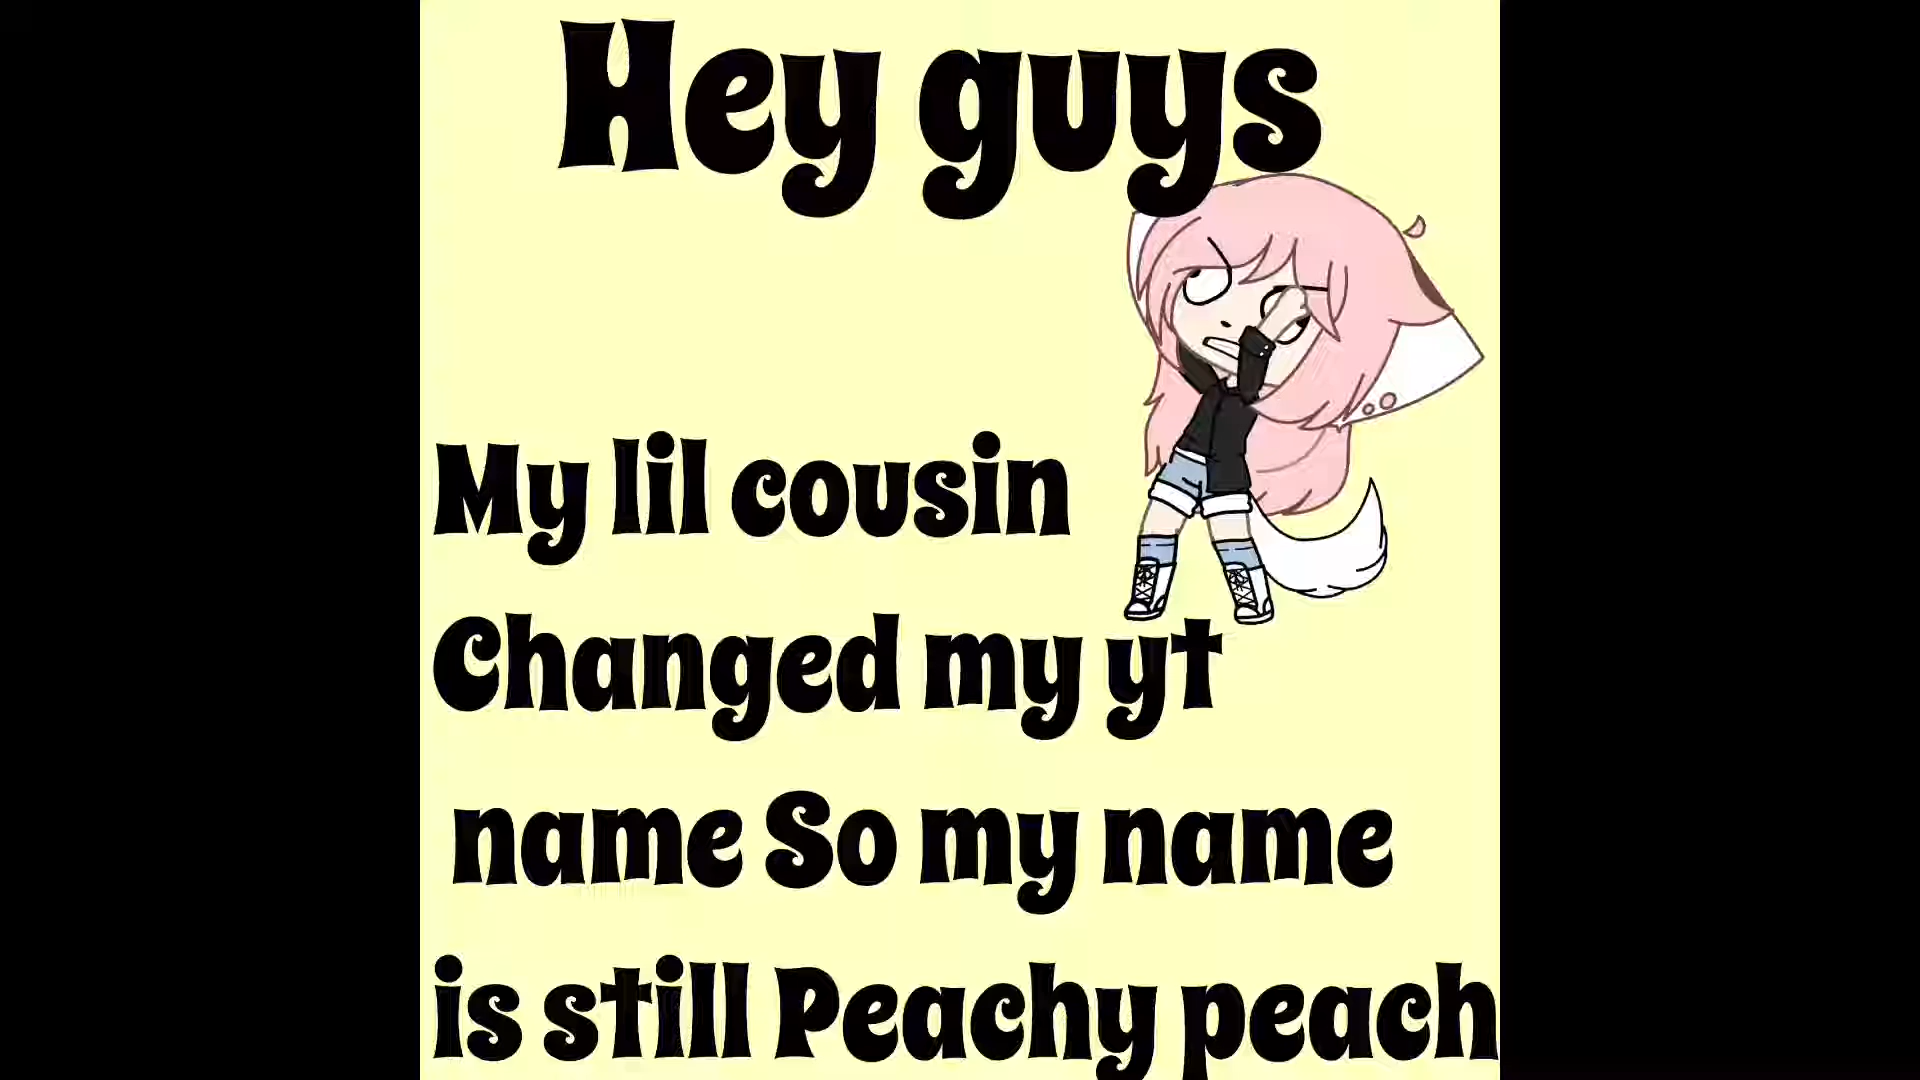 Hey guys
My lil cousin
Changed my yt
name So my name
is still Peachy peach